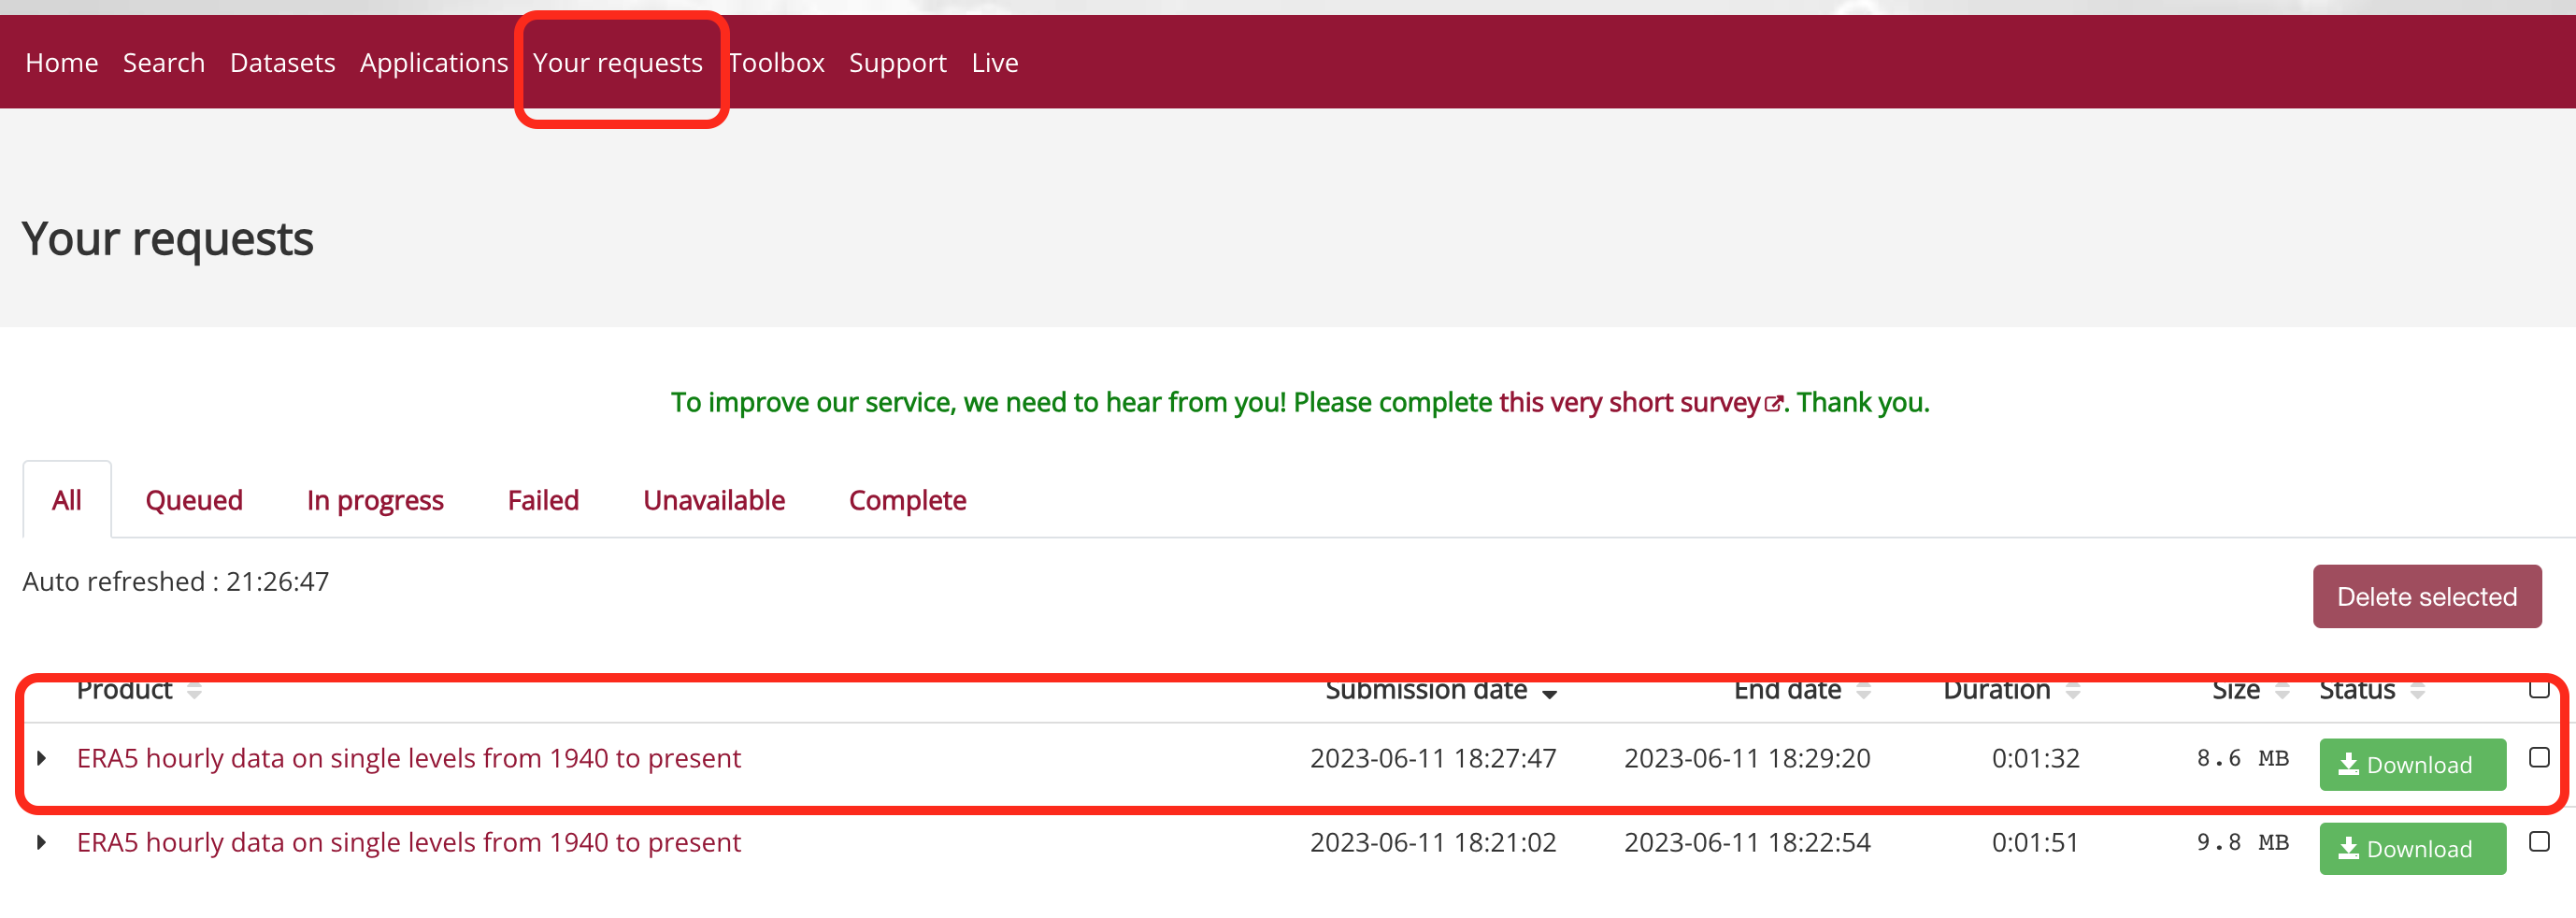 Home Search Datasets Applications Your requests Toolbox Support Live
Your requests
To improve our service, we need to hear from you! Please complete this very short survey. Thank you.
All Queued In progress Failed Unavailable Complete
Auto refreshed : 21:26:47
Delete selected
Product Submission date End date Duration Size Status
ERA5 hourly data on single levels from 1940 to present 2023-06-11 18:27:47 2023-06-11 18:29:20 0:01:32 8.6 MB Download
ERA5 hourly data on single levels from 1940 to present 2023-06-11 18:21:02 2023-06-11 18:22:54 0:01:51 9.8 MB Download